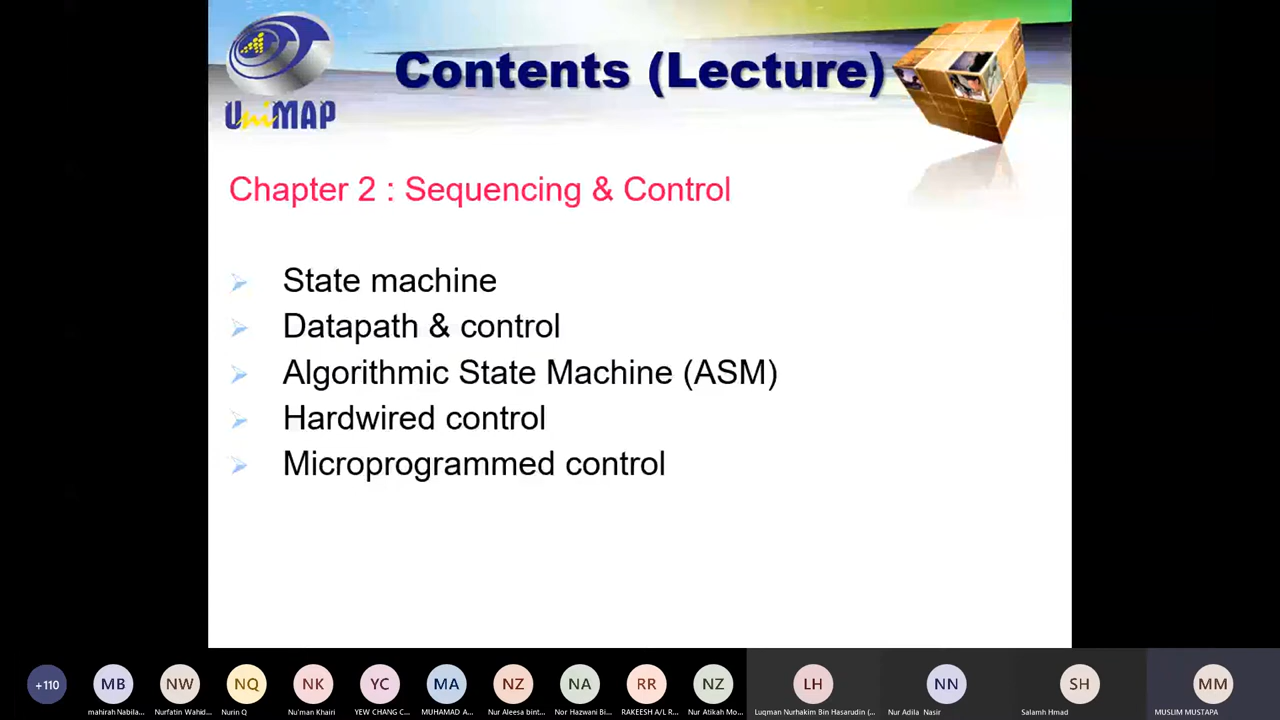 Contents (Lecture)
UniMAP
Chapter 2 : Sequencing & Control
State machine
Datapath & control
Algorithmic State Machine (ASM)
Hardwired control
Microprogrammed control
+110
MB
NW
NQ
NK
YC
MA
NZ
NA
RR
NZ
LH
NN
SH
MM
mahirah Nabila...
Nurfatin Wahid...
Nurin Q
Nu'man Khairi
YEW CHANG C...
MUHAMAD A...
Nur Aleesa bint...
Nor Hazwani Bi...
RAKEESH A/L R...
Nur Atikah Mo...
Luqman Nurhakim Bin Hasarudin (...
Nur Adila Nasir
Salamh Hmad
MUSLIM MUSTAPA